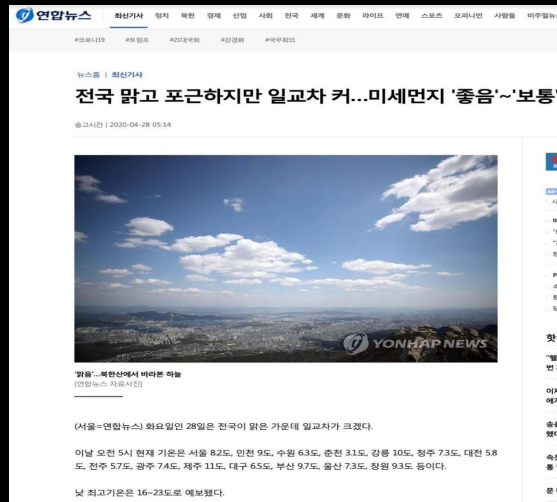 연합뉴스
최신기사 정치 북한 경제 산업 사회 전국 세계 문화 라이프 연예 스포츠 오피니언 사람들 비주얼뉴스
#코로나19 #트럼프 #21대국회 #강경화 #국무회의
뉴스홈 | 최신기사
전국 맑고 포근하지만 일교차 커...미세먼지 '좋음'~'보통'
송고시간 | 2020-04-28 05:14
YONHAP NEWS
'맑음'...북한산에서 바라본 하늘
[연합뉴스 자료사진]
(서울=연합뉴스) 화요일인 28일은 전국이 맑은 가운데 일교차가 크겠다.
이날 오전 5시 현재 기온은 서울 8.2도, 인천 9도, 수원 6.3도, 춘천 3.1도, 강릉 10도, 청주 7.3도, 대전 5.8
도, 전주 5.7도, 광주 7.4도, 제주 11도, 대구 6.5도, 부산 9.7도, 울산 7.3도, 창원 9.3도 등이다.
낮 최고기온은 16~23도로 예보됐다.